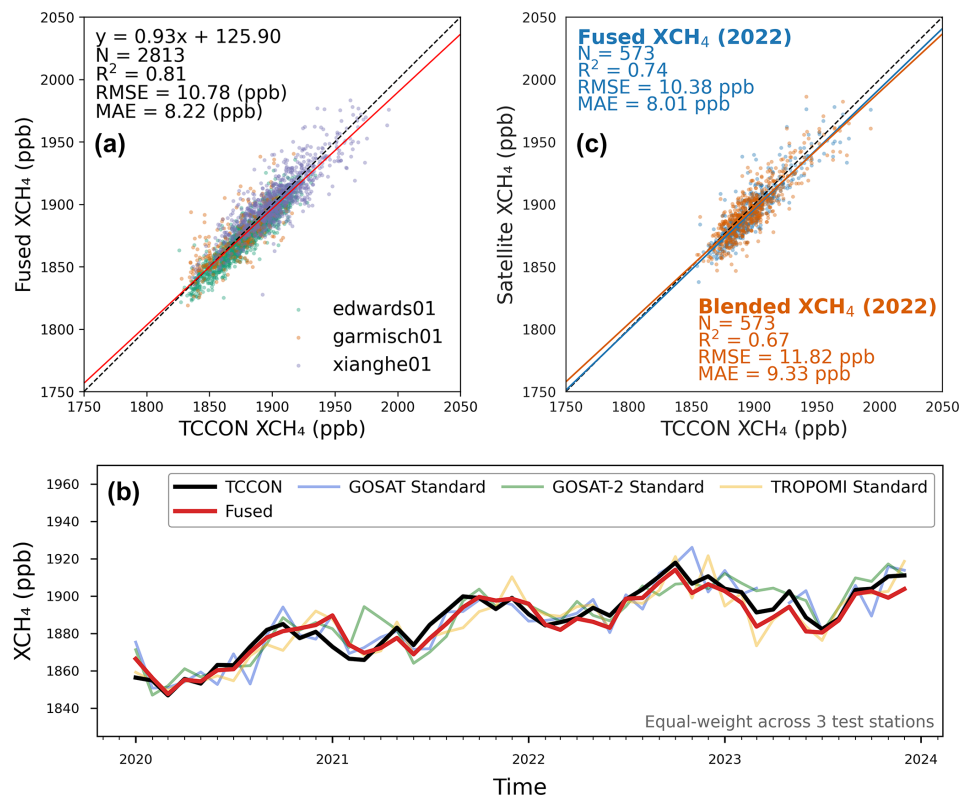 2050
2000
1950
1900
1850
1800
1750
Fused XCH₄ (ppb)
y = 0.93x + 125.90
N = 2813
R² = 0.81
RMSE = 10.78 (ppb)
MAE = 8.22 (ppb)
(a)
edwards01
garmisch01
xianghe01
1750 1800 1850 1900 1950 2000 2050
TCCON XCH₄ (ppb)
2050
2000
1950
1900
1850
1800
1750
Satellite XCH₄ (ppb)
Fused XCH₄ (2022)
N = 573
R² = 0.74
RMSE = 10.38 ppb
MAE = 8.01 ppb
(c)
Blended XCH₄ (2022)
N = 573
R² = 0.67
RMSE = 11.82 ppb
MAE = 9.33 ppb
1750 1800 1850 1900 1950 2000 2050
TCCON XCH₄ (ppb)
(b)
TCCON GOSAT Standard GOSAT-2 Standard TROPOMI Standard
Fused
1960
1940
1920
1900
1880
1860
1840
XCH₄ (ppb)
Equal-weight across 3 test stations
2020 2021 2022 2023 2024
Time